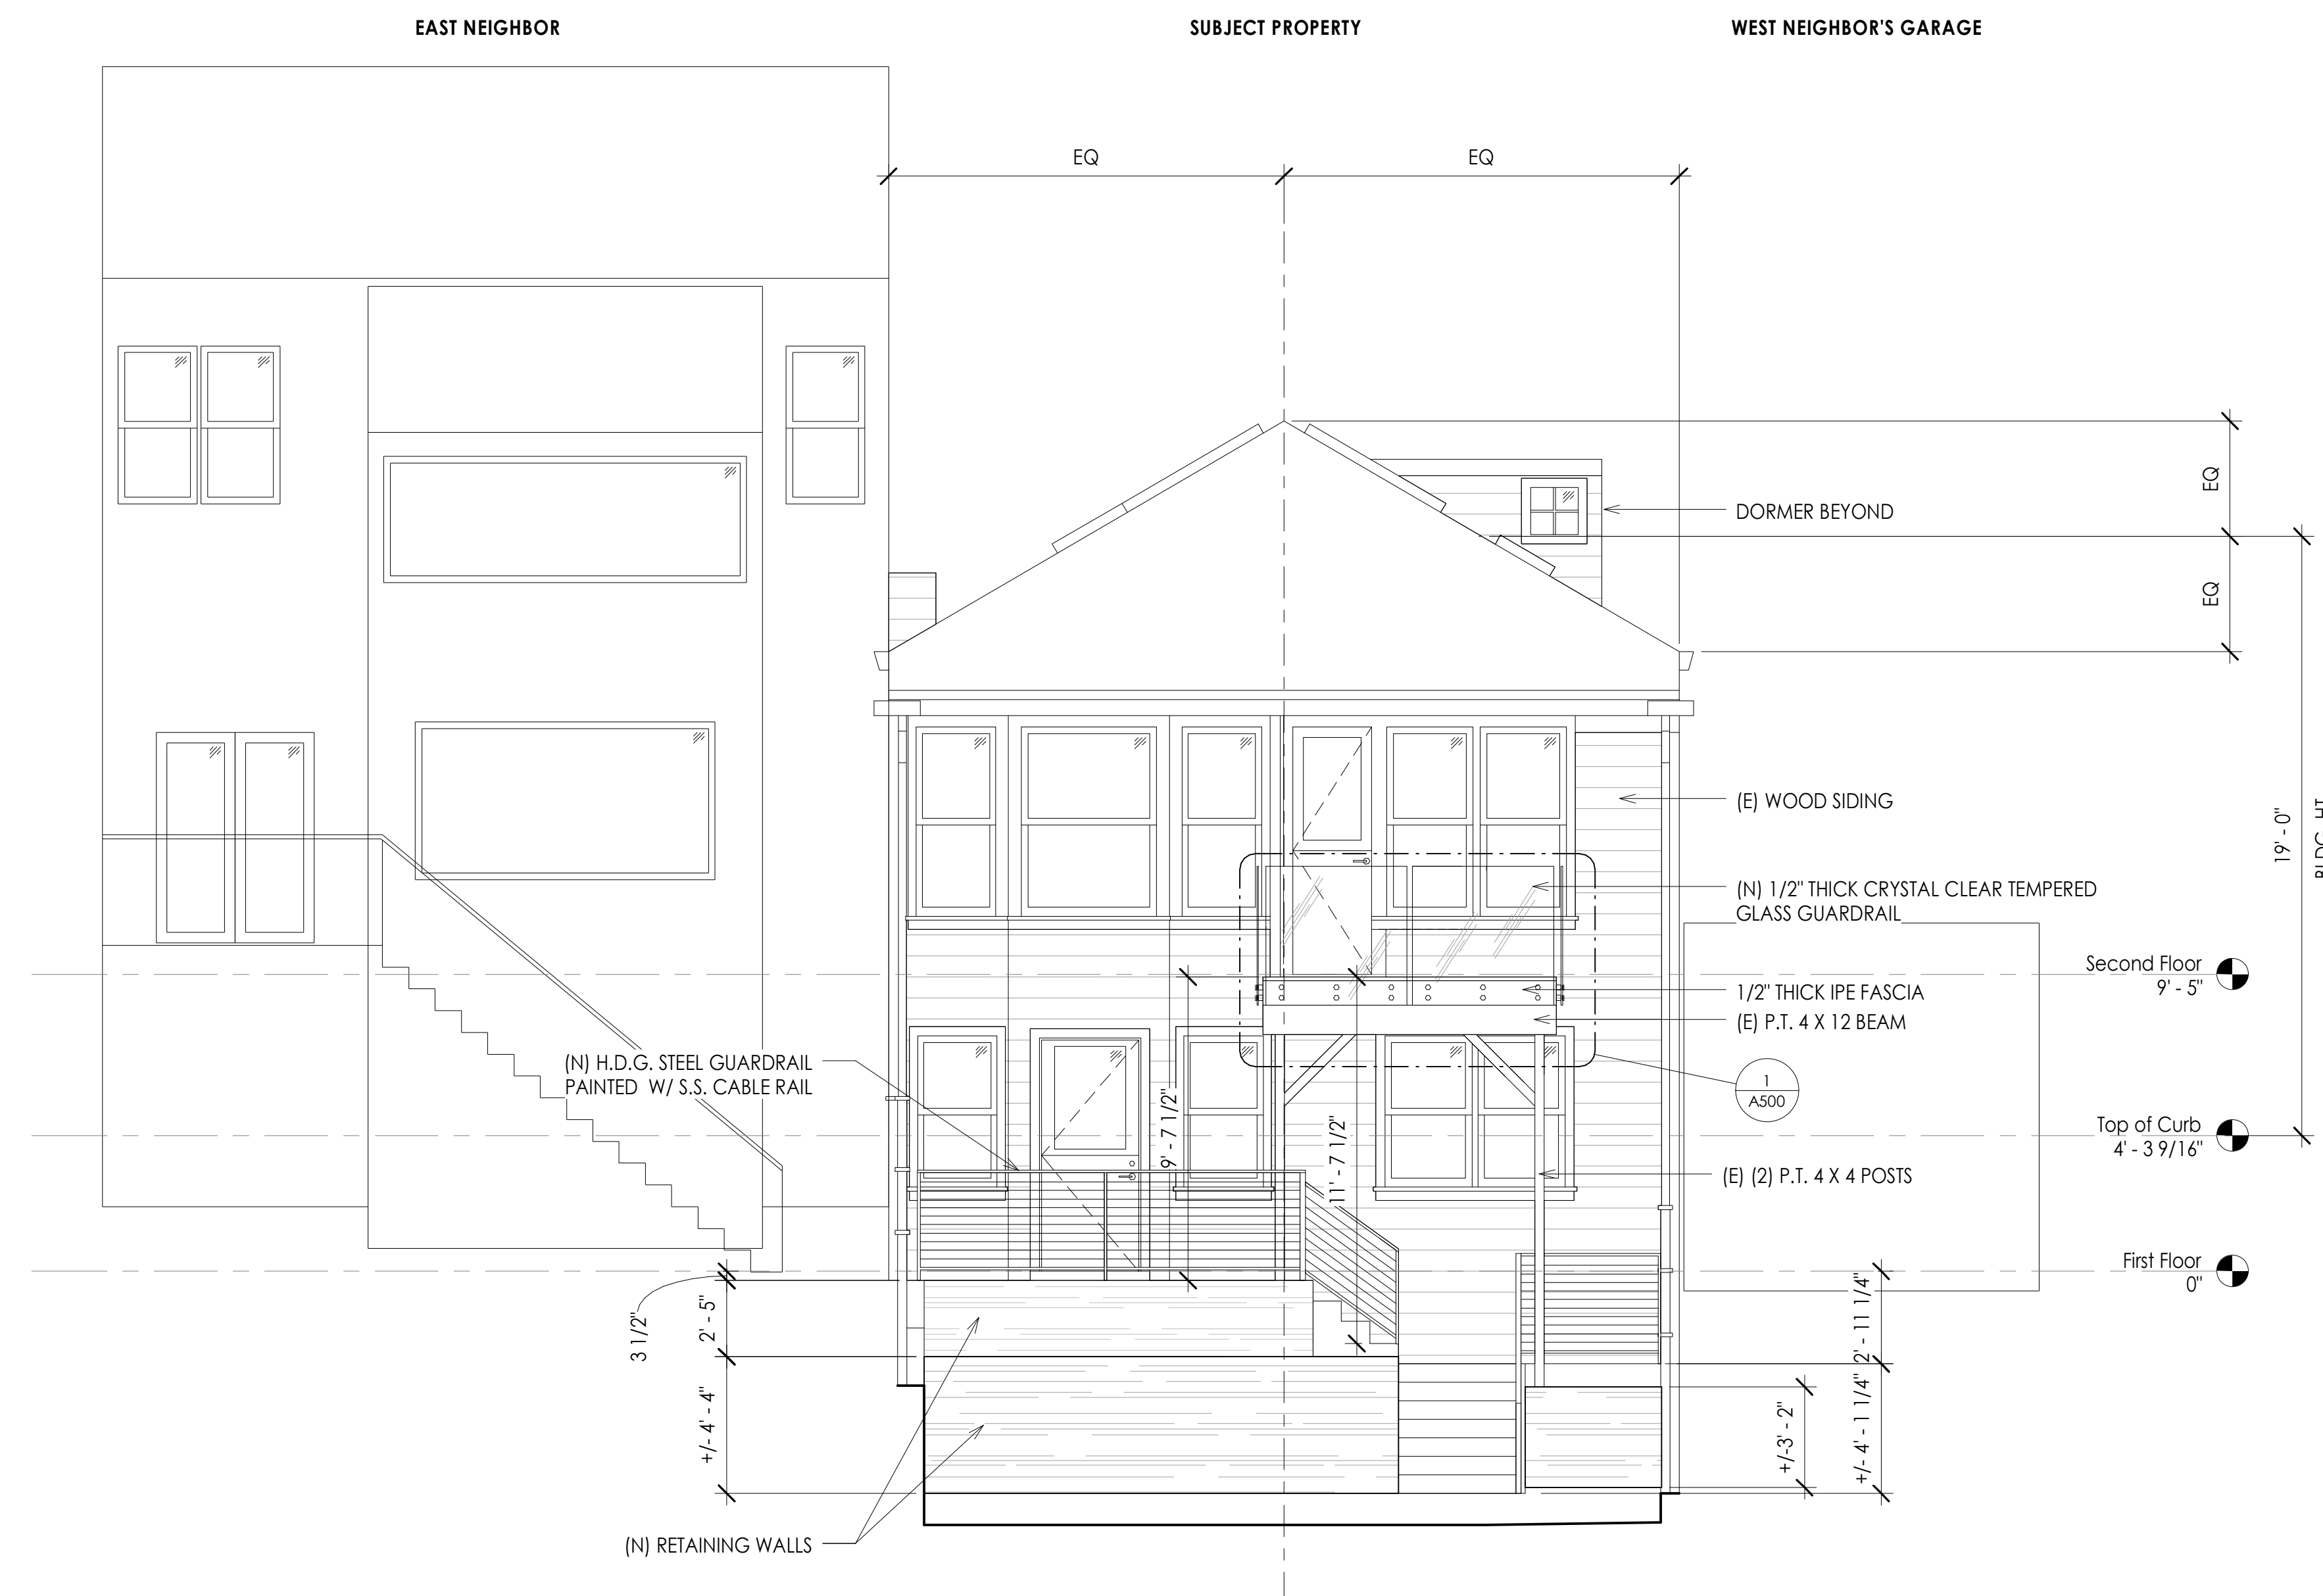 EAST NEIGHBOR
SUBJECT PROPERTY
WEST NEIGHBOR'S GARAGE
EQ
EQ
EQ
DORMER BEYOND
EQ
(E) WOOD SIDING
19' - 0"
(N) 1/2" THICK CRYSTAL CLEAR TEMPERED
GLASS GUARDRAIL
Second Floor
9' - 5"
1/2" THICK IPE FASCIA
(E) P.T. 4 X 12 BEAM
(N) H.D.G. STEEL GUARDRAIL
PAINTED W/ S.S. CABLE RAIL
1
A500
9' - 7 1/2"
11' - 7 1/2"
Top of Curb
4' - 3 9/16"
(E) (2) P.T. 4 X 4 POSTS
First Floor
0"
3 1/2"
2' - 5"
2' - 11 1/4"
+/- 4' - 4"
+/-3' - 2"
+/- 4' - 1 1/4"
(N) RETAINING WALLS